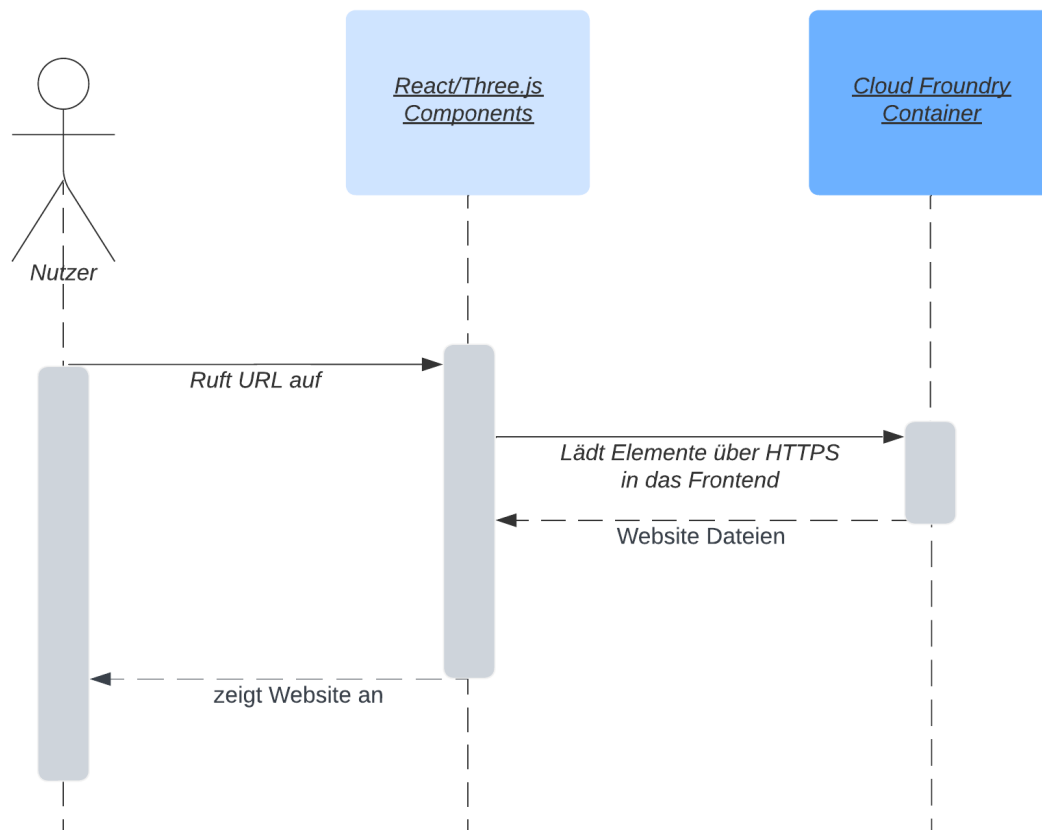 React/Three.js
Components
Cloud Froundry
Container
Nutzer
Ruft URL auf
Lädt Elemente über HTTPS
in das Frontend
Website Dateien
zeigt Website an